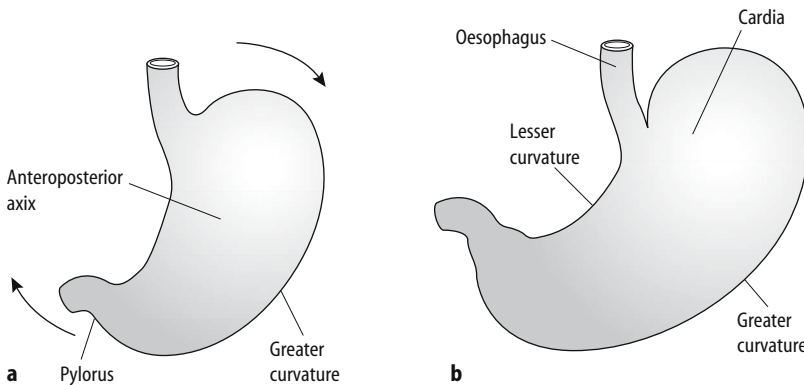 Anteroposterior
axix
Pylorus
Greater
curvature
a
Oesophagus
Cardia
Lesser
curvature
Greater
curvature
b